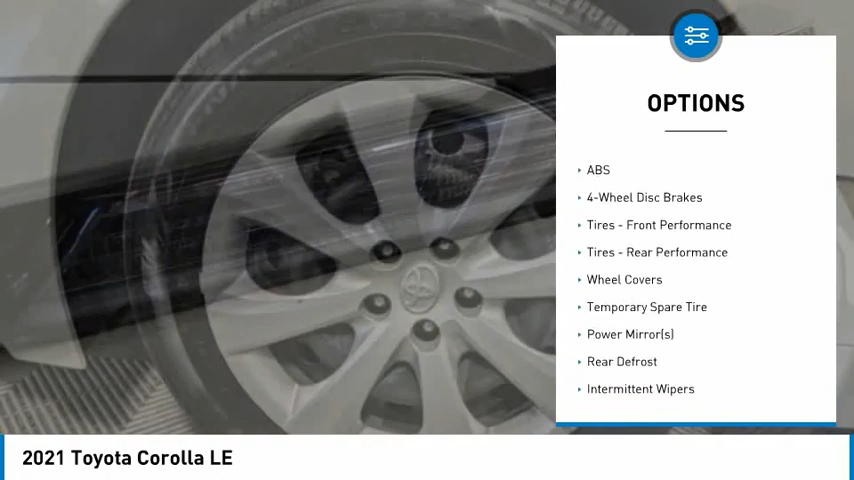 OPTIONS
ABS
4-Wheel Disc Brakes
Tires - Front Performance
Tires - Rear Performance
Wheel Covers
Temporary Spare Tire
Power Mirror(s)
Rear Defrost
Intermittent Wipers
2021 Toyota Corolla LE